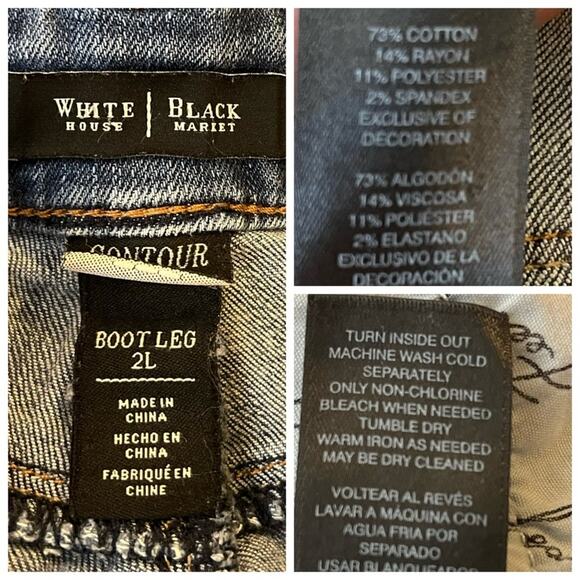 WHITE | BLACK
HOUSE MARKET
CONTOUR
BOOT LEG
2L
MADE IN
CHINA
HECHO EN
CHINA
FABRIQUÉ EN
CHINE
73% COTTON
14% RAYON
11% POLYESTER
2% SPANDEX
EXCLUSIVE OF
DECORATION
73% ALGODÓN
14% VISCOSA
11% POLIÉSTER
2% ELASTANO
EXCLUSIVO DE LA
DECORACIÓN
TURN INSIDE OUT
MACHINE WASH COLD
SEPARATELY
ONLY NON-CHLORINE
BLEACH WHEN NEEDED
TUMBLE DRY
WARM IRON AS NEEDED
MAY BE DRY CLEANED
VOLTEAR AL REVÉS
LAVAR A MÁQUINA CON
AGUA FRIA POR
SEPARADO
USAR BLANQUEADOR